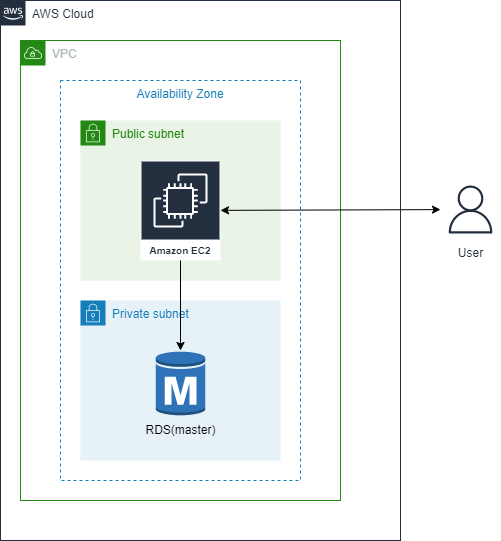 aws
AWS Cloud
VPC
Availability Zone
Public subnet
Amazon EC2
User
Private subnet
M
RDS(master)